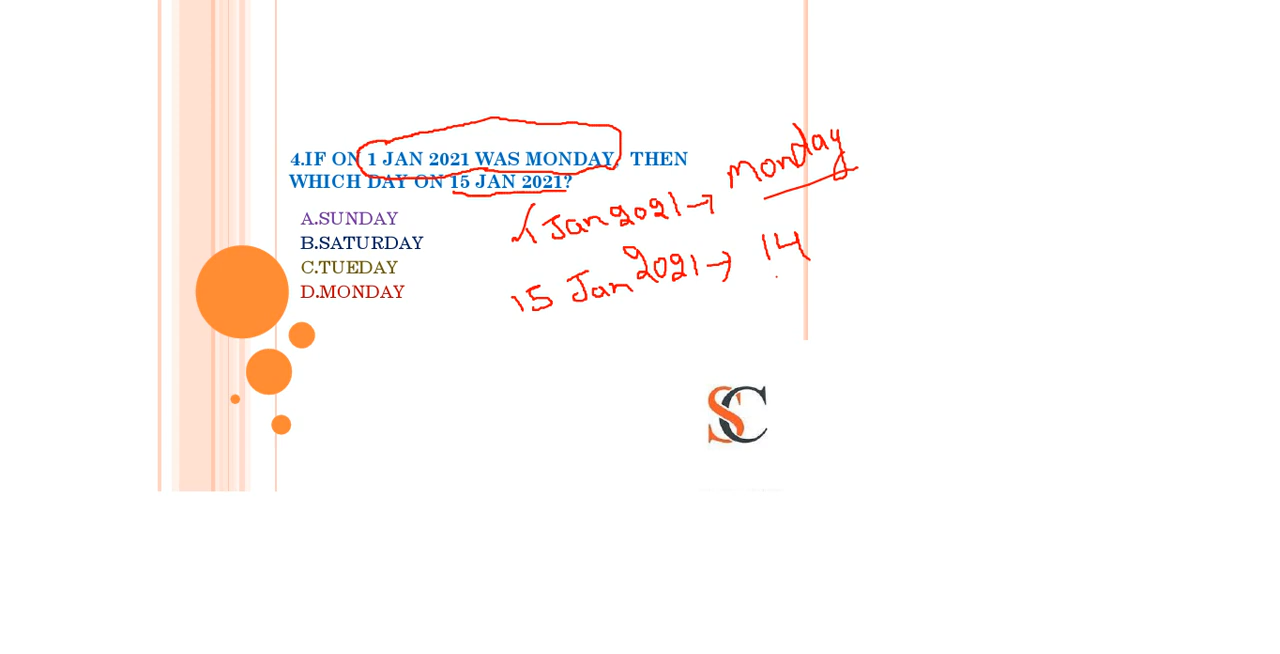 4.IF ON 1 JAN 2021 WAS MONDAY, THEN
WHICH DAY ON 15 JAN 2021?
A.SUNDAY
B.SATURDAY
C.TUEDAY
D.MONDAY
1 Jan 2021 → monday
15 Jan 2021 → 14
SC